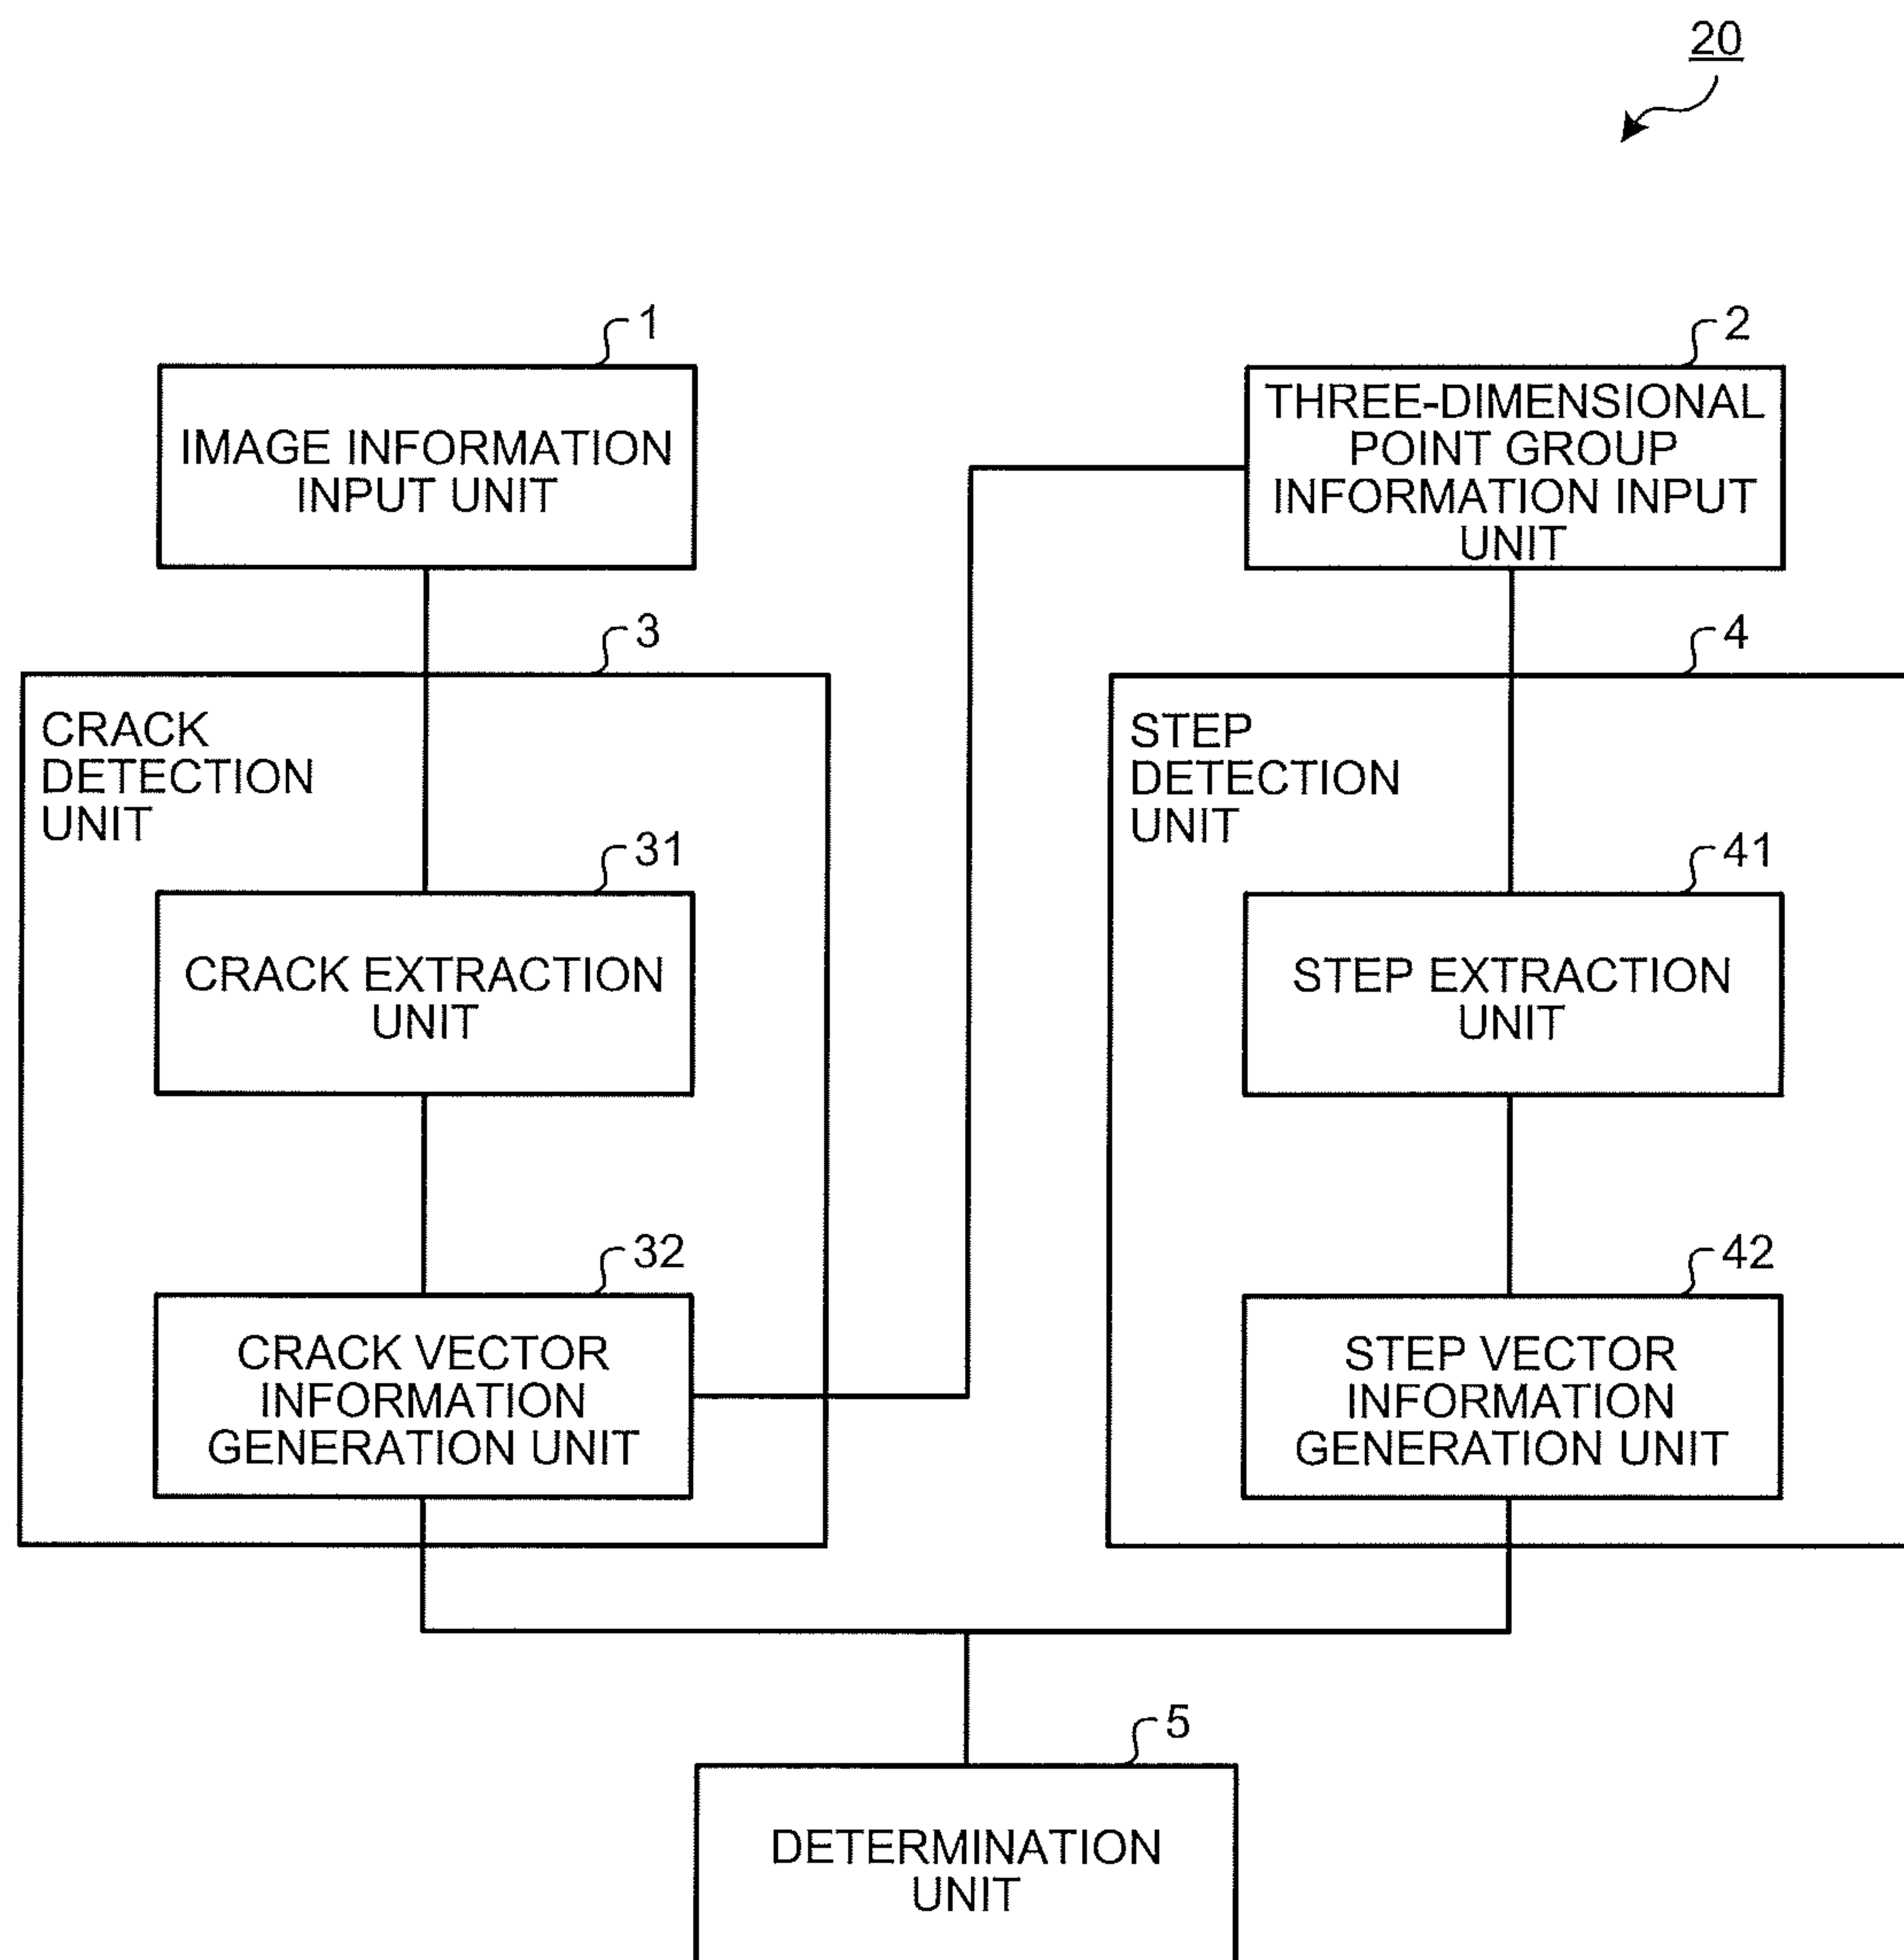 20
1
IMAGE INFORMATION
INPUT UNIT
2
THREE-DIMENSIONAL
POINT GROUP
INFORMATION INPUT
UNIT
3
CRACK
DETECTION
UNIT
31
CRACK EXTRACTION
UNIT
32
CRACK VECTOR
INFORMATION
GENERATION UNIT
4
STEP
DETECTION
UNIT
41
STEP EXTRACTION
UNIT
42
STEP VECTOR
INFORMATION
GENERATION UNIT
5
DETERMINATION
UNIT